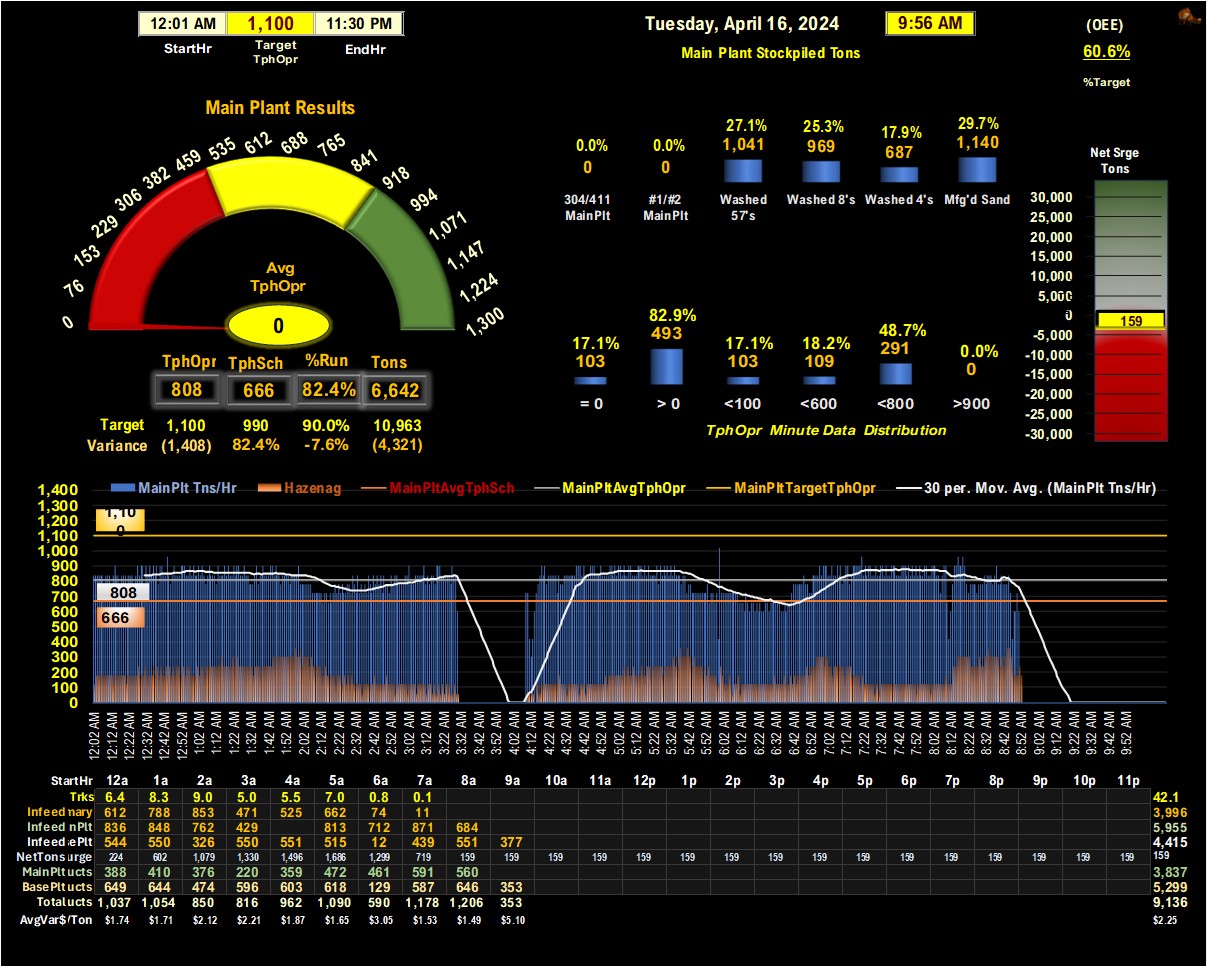 12:01 AM 1,100 11:30 PM
StartHr Target TphOpr EndHr
Tuesday, April 16, 2024 9:56 AM
Main Plant Stockpiled Tons
(OEE)
60.6%
%Target
Main Plant Results
0 76 153 229 306 382 459 535 612 688 765 841 918 994 1,071 1,147 1,224 1,300
Avg
TphOpr
0
TphOpr TphSch %Run Tons
808 666 82.4% 6,642
Target 1,100 990 90.0% 10,963
Variance (1,408) 82.4% -7.6% (4,321)
0.0% 0.0% 27.1% 25.3% 17.9% 29.7%
0 0 1,041 969 687 1,140
304/411 MainPlt #1/#2 MainPlt Washed 57's Washed 8's Washed 4's Mfg'd Sand
17.1% 82.9% 17.1% 18.2% 48.7% 0.0%
103 493 103 109 291 0
= 0 > 0 <100 <600 <800 >900
TphOpr Minute Data Distribution
Net Srge
Tons
30,000
25,000
20,000
15,000
10,000
5,000
0
159
-5,000
-10,000
-15,000
-20,000
-25,000
-30,000
MainPlt Tns/Hr Hazenag MainPltAvgTphSch MainPltAvgTphOpr MainPltTargetTphOpr 30 per. Mov. Avg. (MainPlt Tns/Hr)
1,400
1,300
1,200
1,100
1,000
900
800
700
600
500
400
300
200
100
0
1,100
808
666
12:02 AM 12:12 AM 12:22 AM 12:32 AM 12:42 AM 12:52 AM 1:02 AM 1:12 AM 1:22 AM 1:32 AM 1:42 AM 1:52 AM 2:02 AM 2:12 AM 2:22 AM 2:32 AM 2:42 AM 2:52 AM 3:02 AM 3:12 AM 3:22 AM 3:32 AM 3:42 AM 3:52 AM 4:02 AM 4:12 AM 4:22 AM 4:32 AM 4:42 AM 4:52 AM 5:02 AM 5:12 AM 5:22 AM 5:32 AM 5:42 AM 5:52 AM 6:02 AM 6:12 AM 6:22 AM 6:32 AM 6:42 AM 6:52 AM 7:02 AM 7:12 AM 7:22 AM 7:32 AM 7:42 AM 7:52 AM 8:02 AM 8:12 AM 8:22 AM 8:32 AM 8:42 AM 8:52 AM 9:02 AM 9:12 AM 9:22 AM 9:32 AM 9:42 AM 9:52 AM
StartHr 12a 1a 2a 3a 4a 5a 6a 7a 8a 9a 10a 11a 12p 1p 2p 3p 4p 5p 6p 7p 8p 9p 10p 11p
Trks 6.4 8.3 9.0 5.0 5.5 7.0 0.8 0.1 42.1
Infeed mary 612 788 853 471 525 662 74 11 3,996
Infeed nPlt 836 848 762 429 813 712 871 684 5,955
Infeed ePlt 544 550 326 550 551 515 12 439 551 377 4,415
NetTons urge 224 602 1,079 1,330 1,496 1,686 1,299 719 159 159 159 159 159 159 159 159 159 159 159 159 159 159 159 159 159
MainPlt ucts 388 410 376 220 359 472 461 591 560 3,837
BasePlt ucts 649 644 474 596 603 618 129 587 646 353 5,299
Total ucts 1,037 1,054 850 816 962 1,090 590 1,178 1,206 353 9,136
AvgVar$/Ton $1.74 $1.71 $2.12 $2.21 $1.87 $1.65 $3.05 $1.53 $1.49 $5.10 $2.25